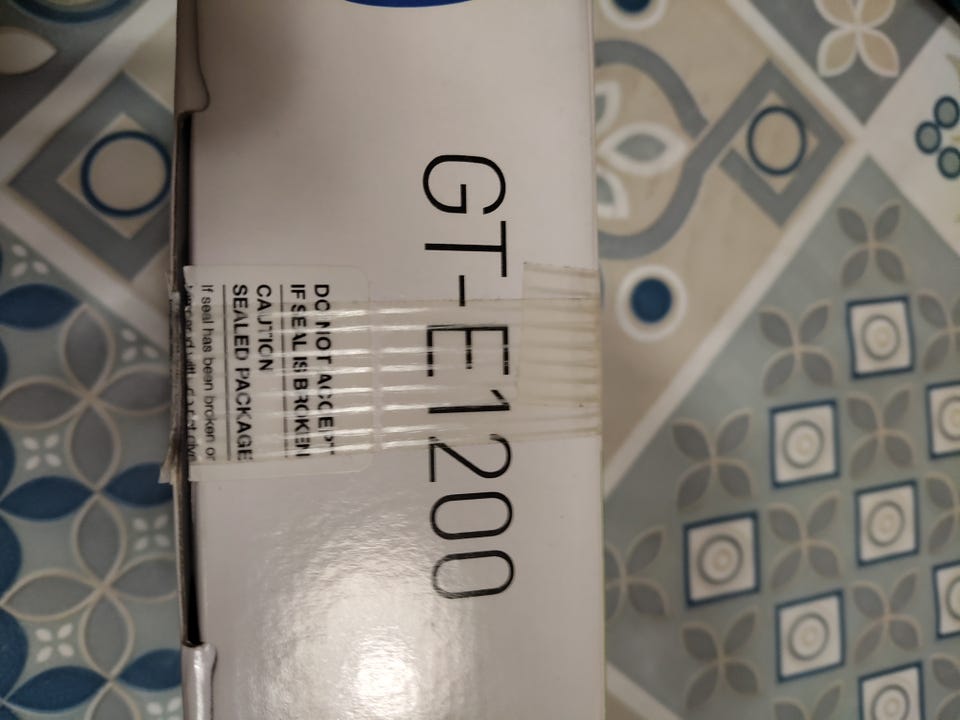 GT-E1200
DO NOT ACCEPT
IF SEAL IS BROKEN
CAUTION
SEALED PACKAGE
If seal has been broken or